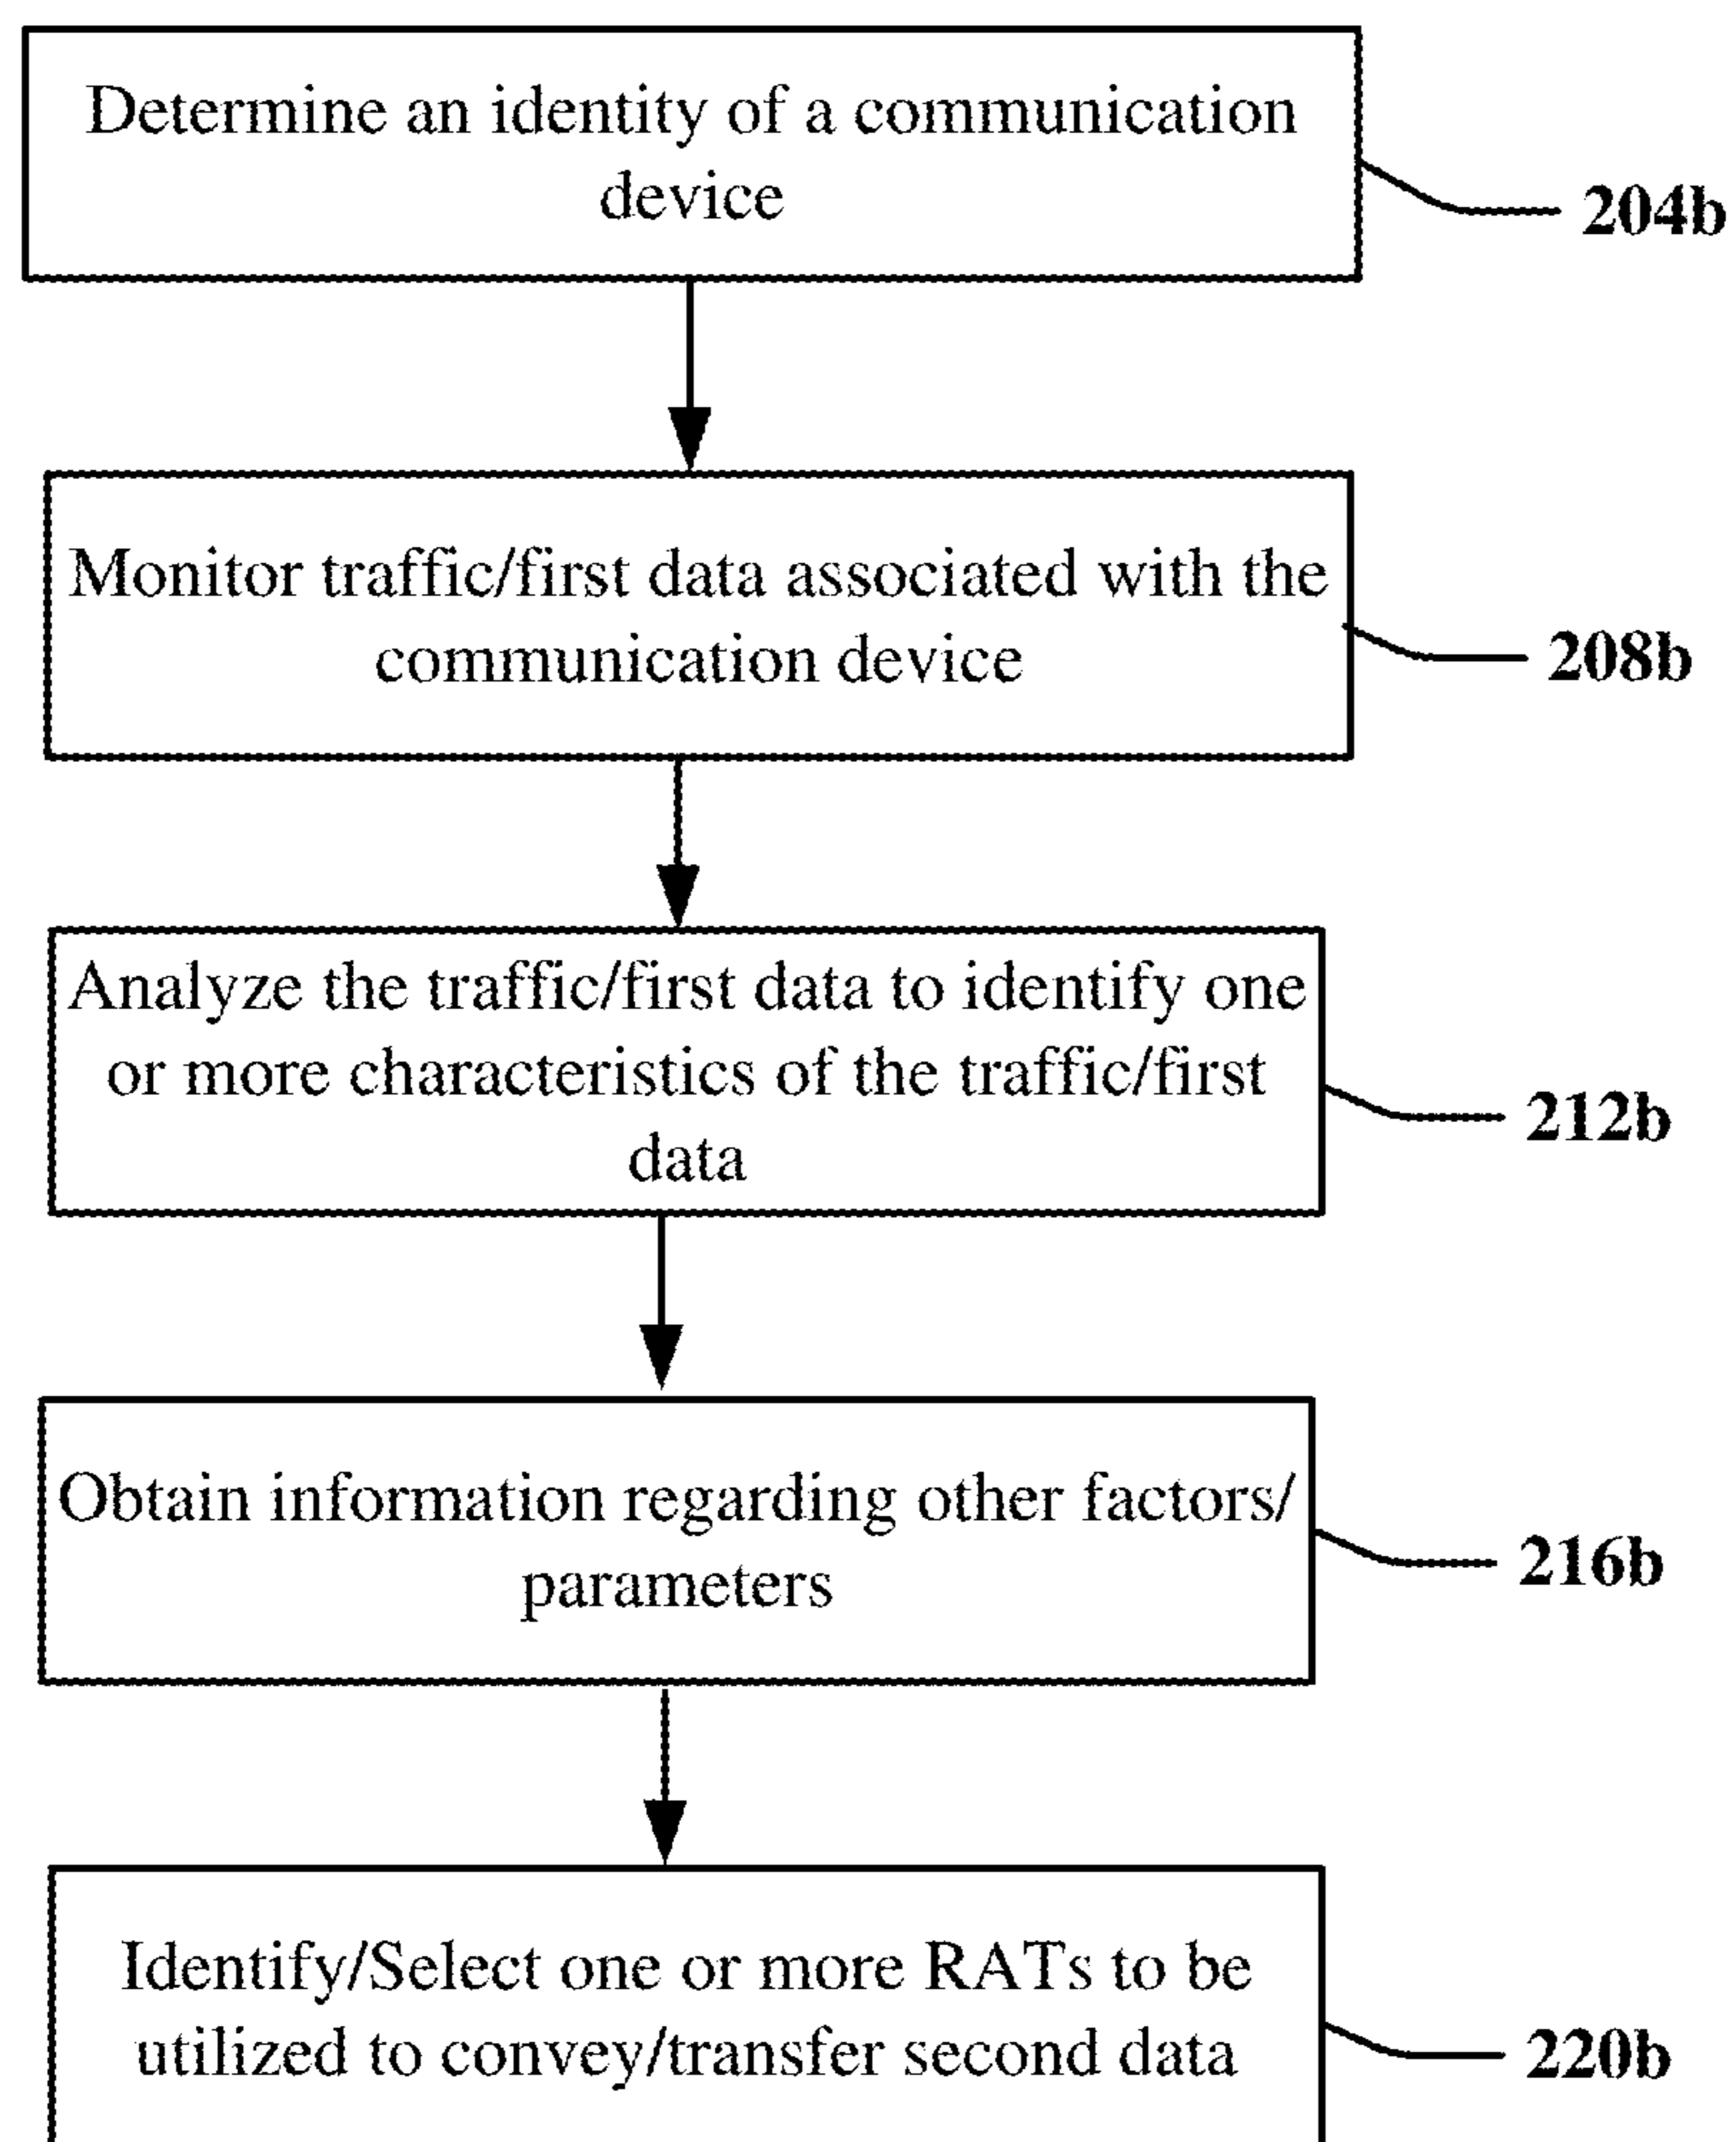 Determine an identity of a communication
device
204b
Monitor traffic/first data associated with the
communication device
208b
Analyze the traffic/first data to identify one
or more characteristics of the traffic/first
data
212b
Obtain information regarding other factors/
parameters
216b
Identify/Select one or more RATs to be
utilized to convey/transfer second data
220b